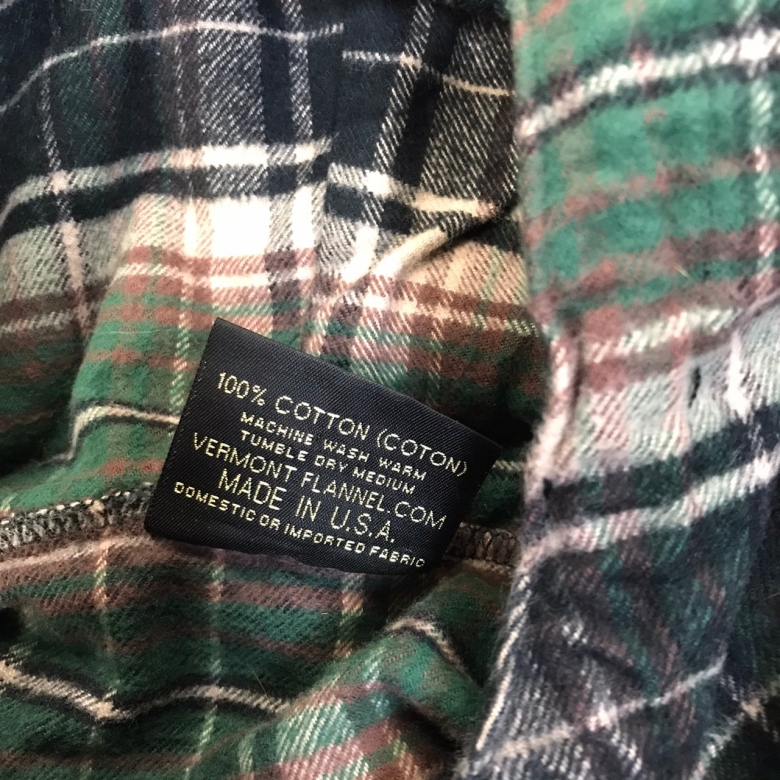 100% COTTON (COTON)
MACHINE WASH WARM
TUMBLE DRY MEDIUM
VERMONT FLANNEL.COM
MADE IN U.S.A.
DOMESTIC OR IMPORTED FABRIC